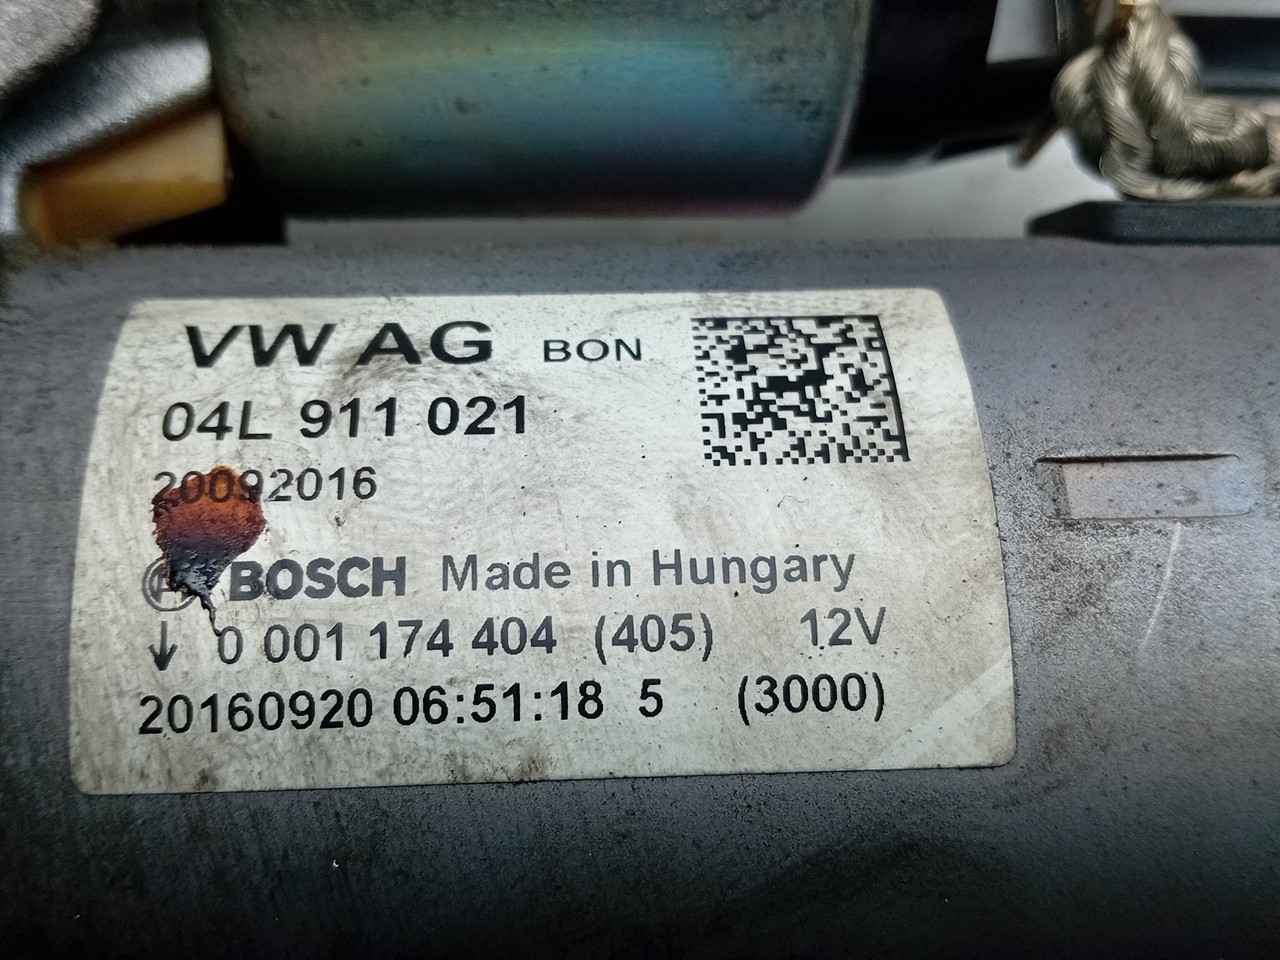 VW AG BON
04L 911 021
20092016
BOSCH Made in Hungary
↓ 0 001 174 404 (405) 12V
20160920 06:51:18 5 (3000)